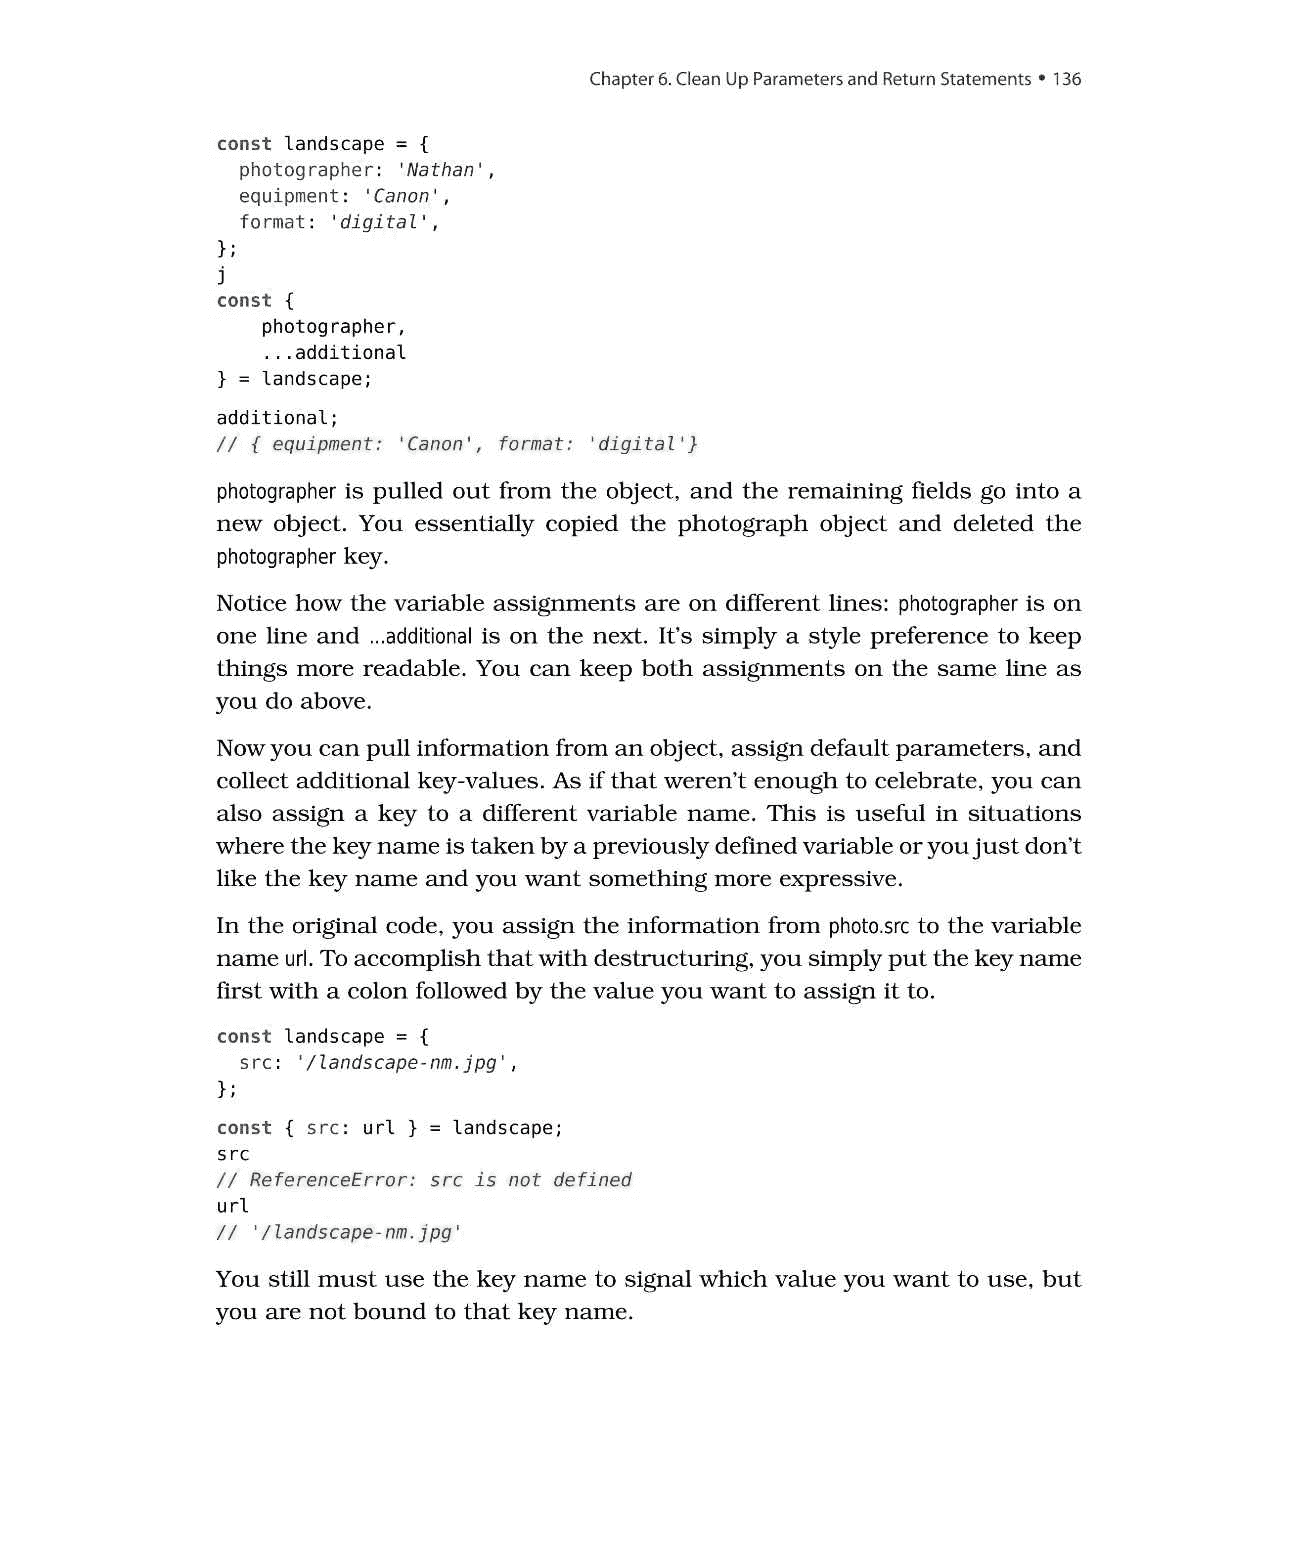 Chapter 6. Clean Up Parameters and Return Statements • 136
const landscape = {
  photographer: 'Nathan',
  equipment: 'Canon',
  format: 'digital',
};
j
const {
    photographer,
    ...additional
} = landscape;
additional;
// { equipment: 'Canon', format: 'digital'}
photographer is pulled out from the object, and the remaining fields go into a
new object. You essentially copied the photograph object and deleted the
photographer key.
Notice how the variable assignments are on different lines: photographer is on
one line and ...additional is on the next. It’s simply a style preference to keep
things more readable. You can keep both assignments on the same line as
you do above.
Now you can pull information from an object, assign default parameters, and
collect additional key-values. As if that weren’t enough to celebrate, you can
also assign a key to a different variable name. This is useful in situations
where the key name is taken by a previously defined variable or you just don’t
like the key name and you want something more expressive.
In the original code, you assign the information from photo.src to the variable
name url. To accomplish that with destructuring, you simply put the key name
first with a colon followed by the value you want to assign it to.
const landscape = {
  src: '/landscape-nm.jpg',
};
const { src: url } = landscape;
src
// ReferenceError: src is not defined
url
// '/landscape-nm.jpg'
You still must use the key name to signal which value you want to use, but
you are not bound to that key name.